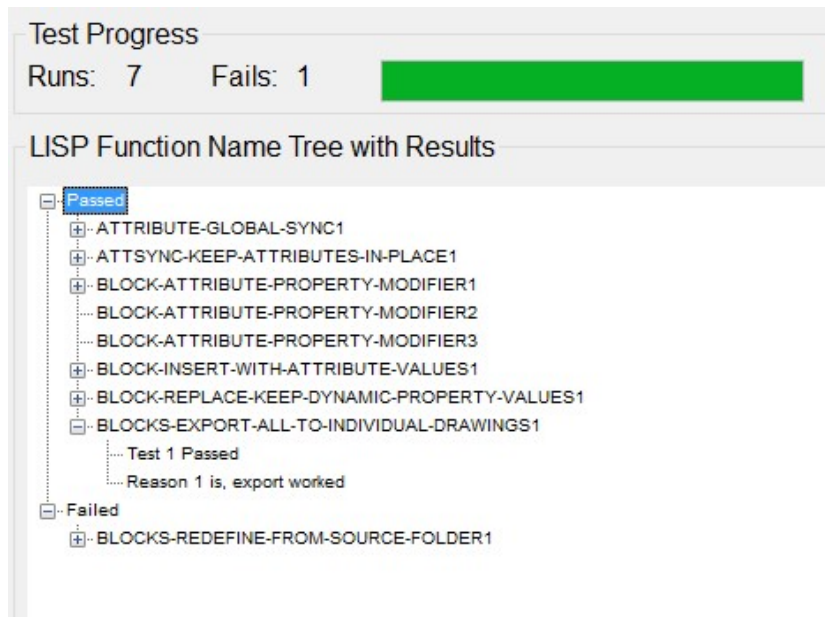 Test Progress
Runs: 7 Fails: 1
LISP Function Name Tree with Results
Passed
ATTRIBUTE-GLOBAL-SYNC1
ATTSYNC-KEEP-ATTRIBUTES-IN-PLACE1
BLOCK-ATTRIBUTE-PROPERTY-MODIFIER1
BLOCK-ATTRIBUTE-PROPERTY-MODIFIER2
BLOCK-ATTRIBUTE-PROPERTY-MODIFIER3
BLOCK-INSERT-WITH-ATTRIBUTE-VALUES1
BLOCK-REPLACE-KEEP-DYNAMIC-PROPERTY-VALUES1
BLOCKS-EXPORT-ALL-TO-INDIVIDUAL-DRAWINGS1
Test 1 Passed
Reason 1 is, export worked
Failed
BLOCKS-REDEFINE-FROM-SOURCE-FOLDER1